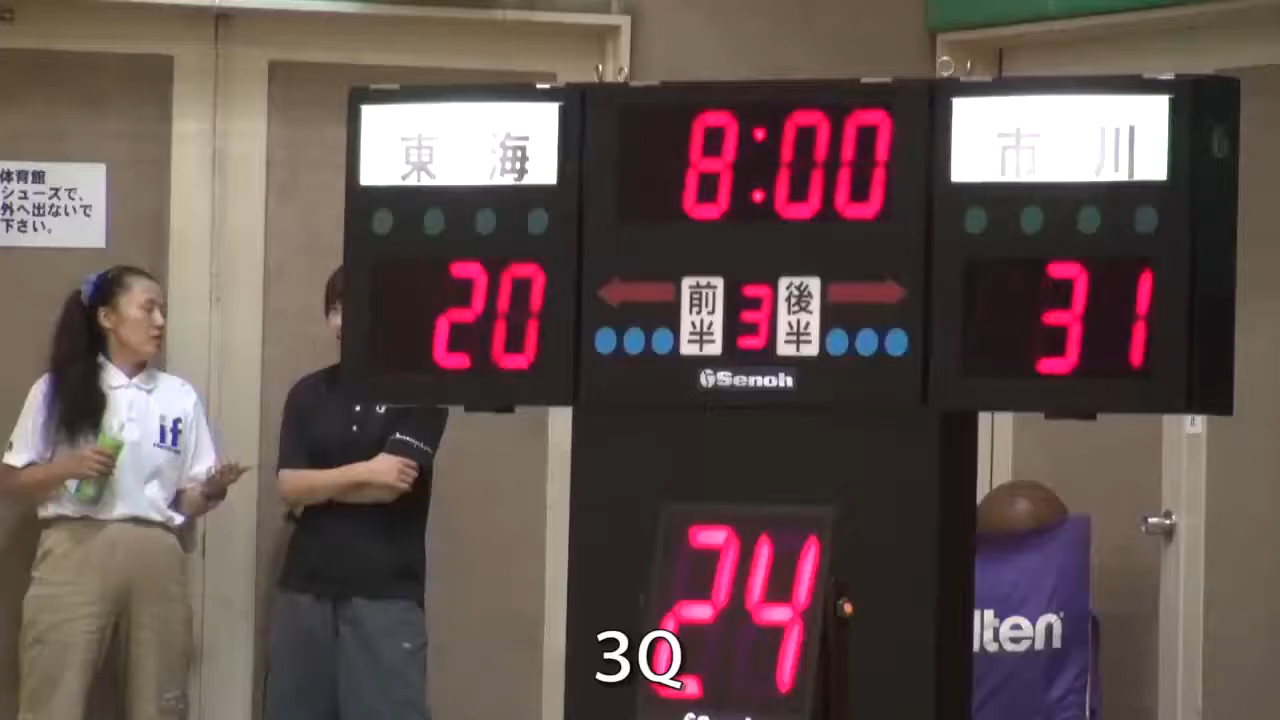 体育館
シューズで、
外へ出ないで
下さい。
東海
8:00
市川
20
前半
3
後半
31
Senoh
if
24
3Q
lten